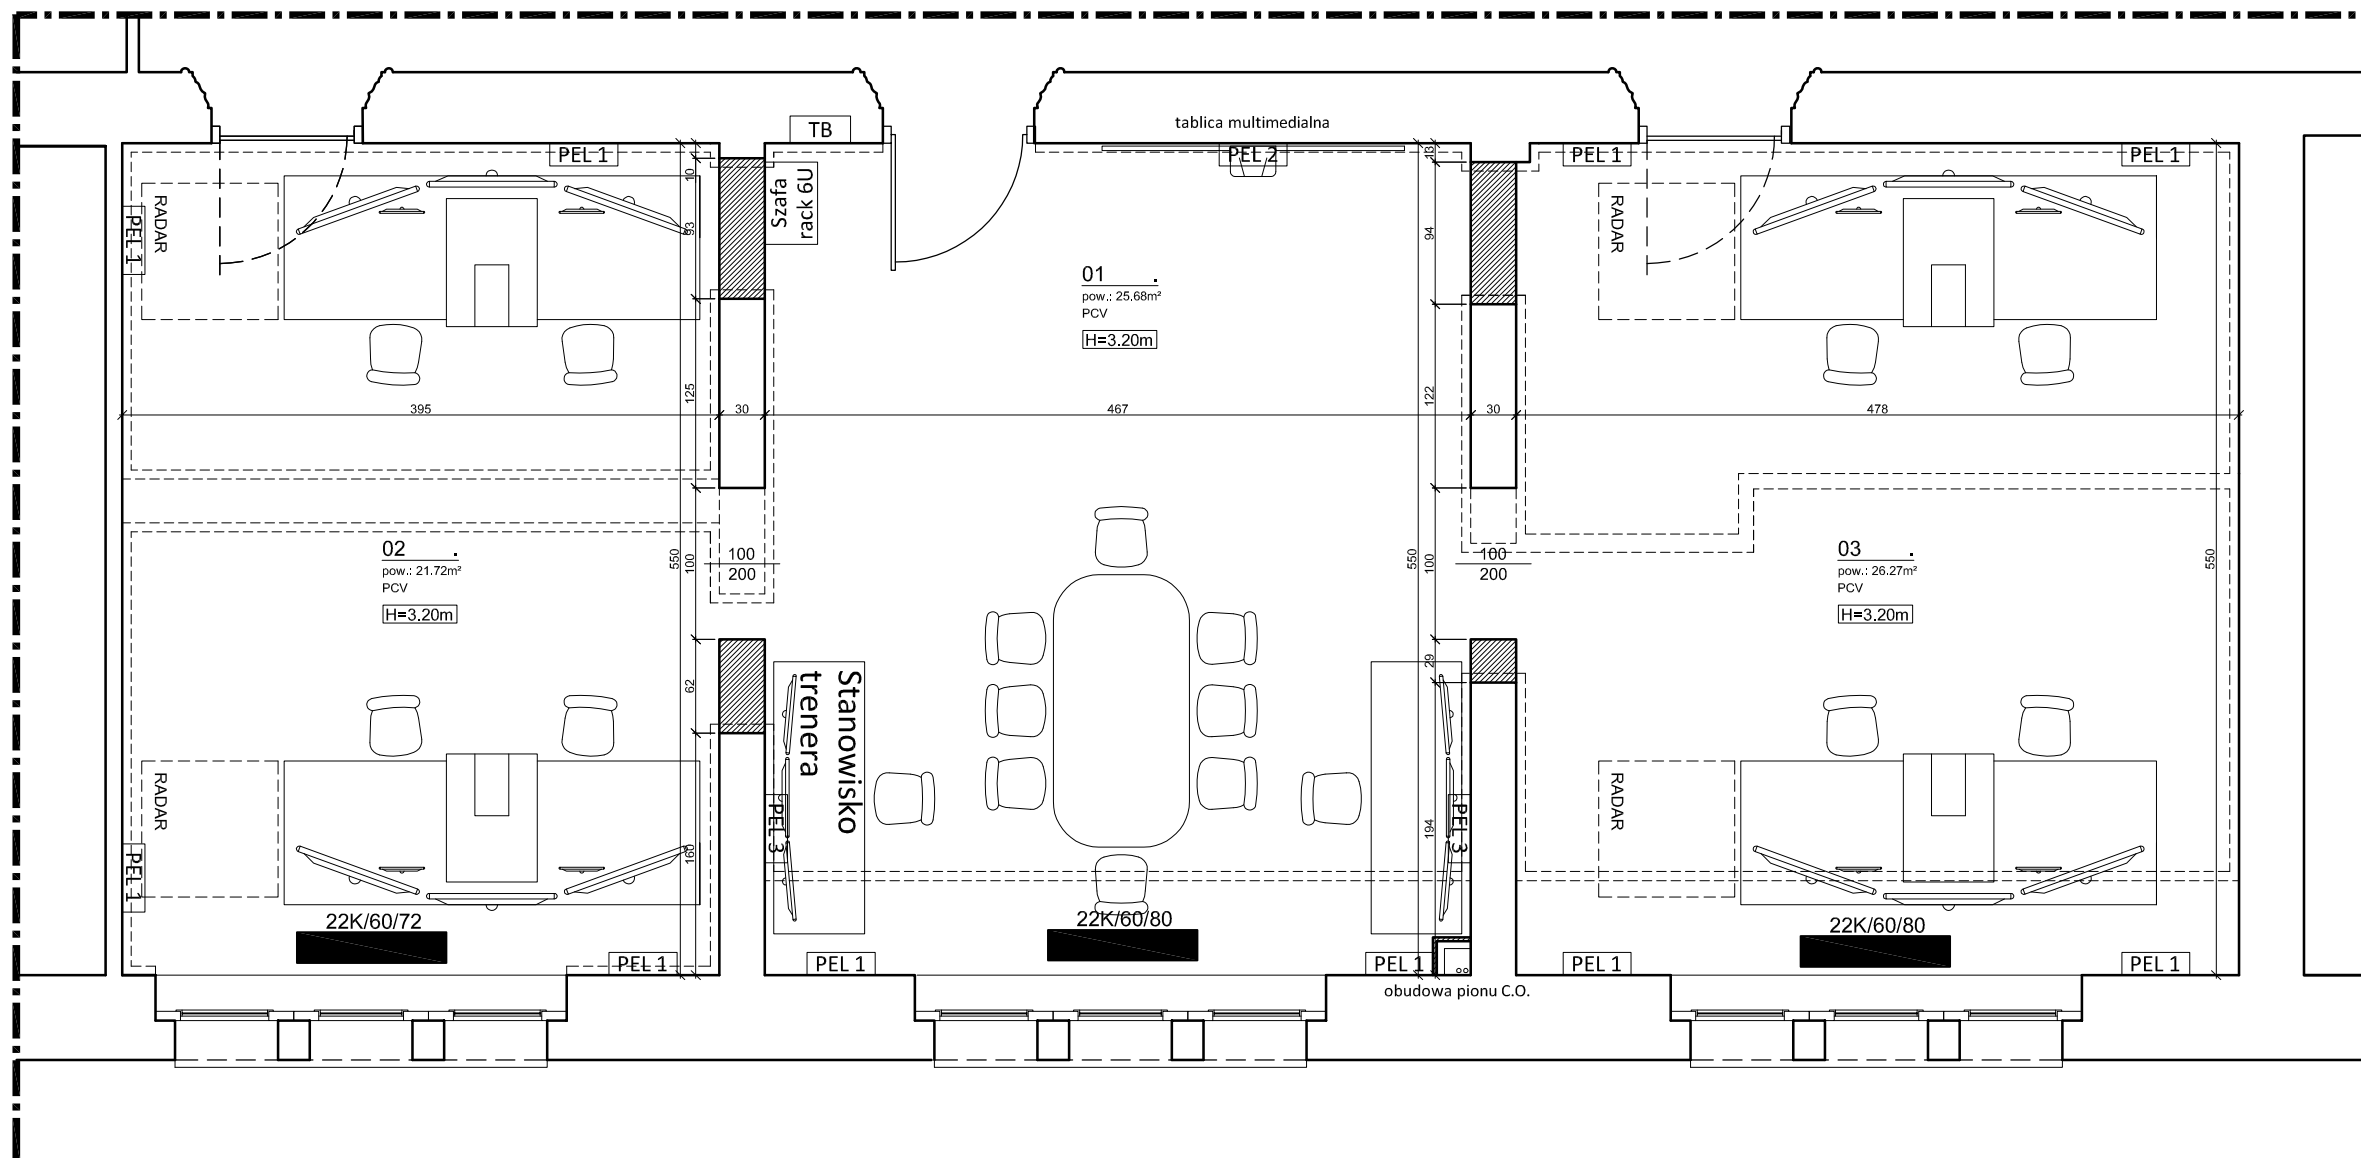 tablica multimedialna
TB
PEL 1
PEL 2
PEL 1
PEL 1
Szafa
rack 6U
PEL 1
RADAR
RADAR
10
93
125
100
62
160
550
13
94
122
100
29
194
550
550
01 .
pow.: 25.68m²
PCV
H=3.20m
395
30
467
30
478
02 .
pow.: 21.72m²
PCV
H=3.20m
100
200
100
200
03 .
pow.: 26.27m²
PCV
H=3.20m
Stanowisko
trenera
RADAR
RADAR
PEL 3
PEL 3
PEL 1
22K/60/72
22K/60/80
22K/60/80
PEL 1
PEL 1
PEL 1
PEL 1
PEL 1
obudowa pionu C.O.